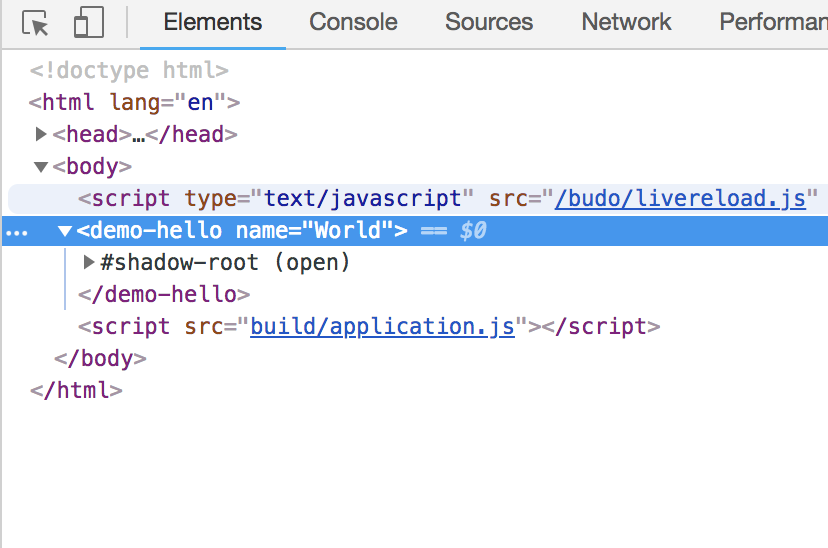 Elements Console Sources Network Performan
<!doctype html>
<html lang="en">
<head>…</head>
<body>
<script type="text/javascript" src="/budo/livereload.js"
… <demo-hello name="World"> == $0
#shadow-root (open)
</demo-hello>
<script src="build/application.js"></script>
</body>
</html>